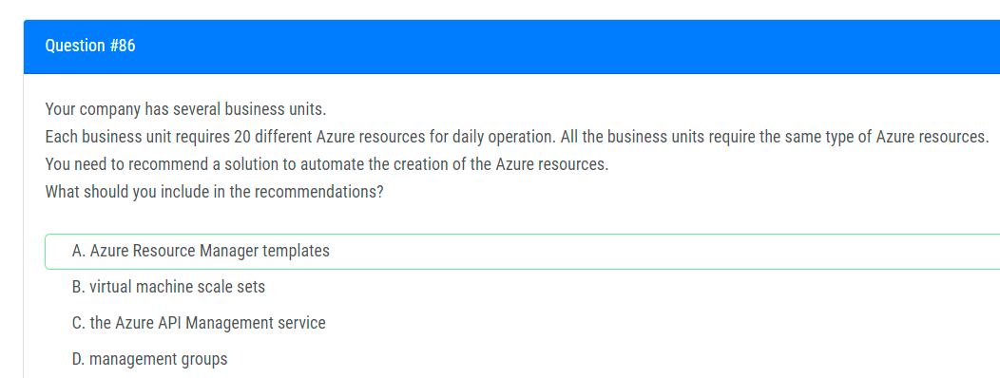 Question #86
Your company has several business units.
Each business unit requires 20 different Azure resources for daily operation. All the business units require the same type of Azure resources.
You need to recommend a solution to automate the creation of the Azure resources.
What should you include in the recommendations?
A. Azure Resource Manager templates
B. virtual machine scale sets
C. the Azure API Management service
D. management groups